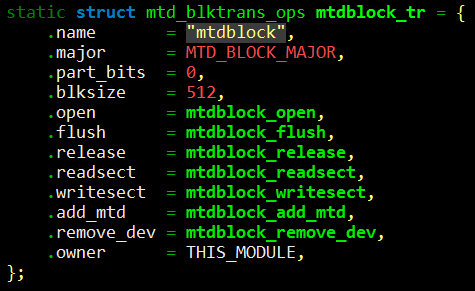 static struct mtd_blktrans_ops mtdblock_tr = {
    .name       = "mtdblock",
    .major      = MTD_BLOCK_MAJOR,
    .part_bits  = 0,
    .blksize    = 512,
    .open       = mtdblock_open,
    .flush      = mtdblock_flush,
    .release    = mtdblock_release,
    .readsect   = mtdblock_readsect,
    .writesect  = mtdblock_writesect,
    .add_mtd    = mtdblock_add_mtd,
    .remove_dev = mtdblock_remove_dev,
    .owner      = THIS_MODULE,
};